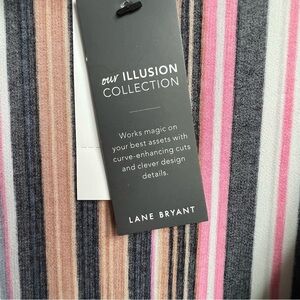 our ILLUSION
COLLECTION
Works magic on
your best assets with
curve-enhancing cuts
and clever design
details.
LANE BRYANT